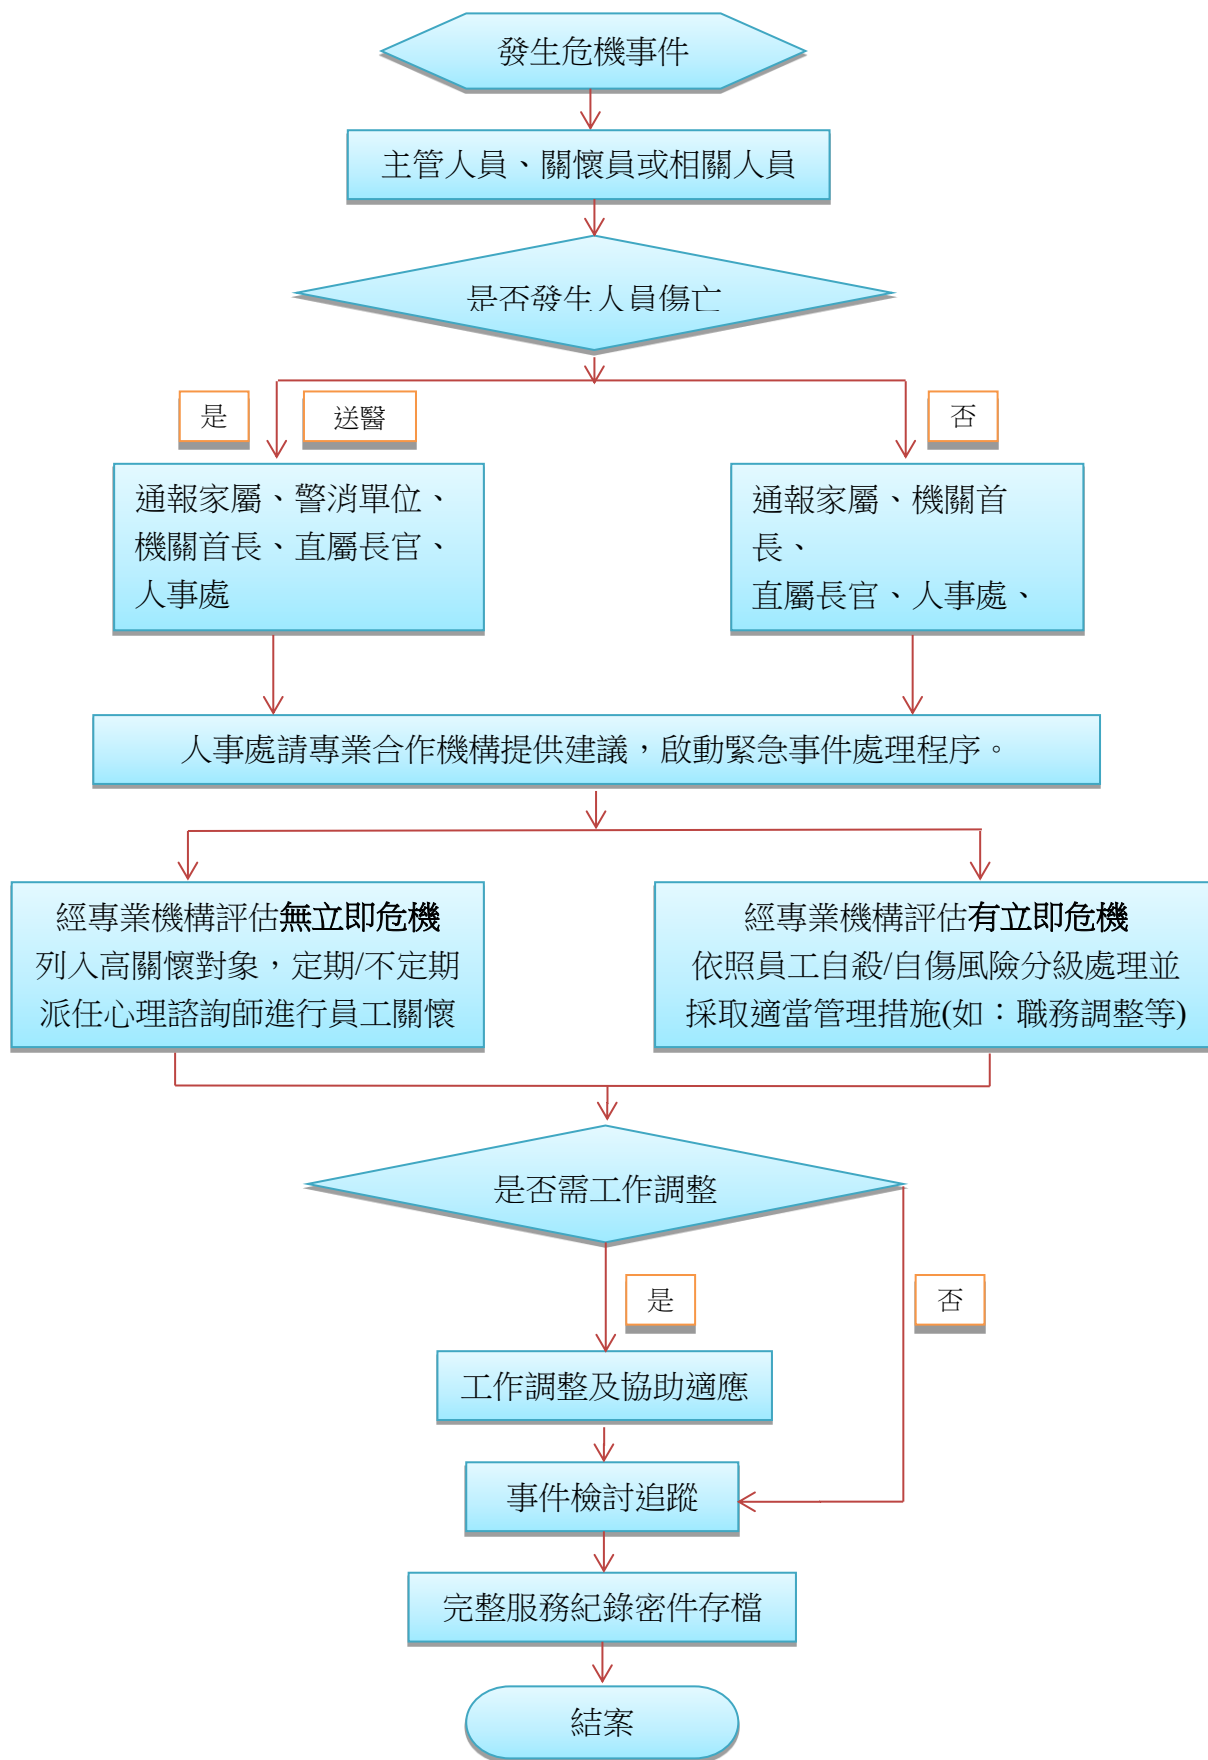 發生危機事件
主管人員、關懷員或相關人員
是否發生人員傷亡
是
送醫
否
通報家屬、警消單位、
機關首長、直屬長官、
人事處
通報家屬、機關首
長、
直屬長官、人事處、
人事處請專業合作機構提供建議，啟動緊急事件處理程序。
經專業機構評估無立即危機
列入高關懷對象，定期/不定期
派任心理諮詢師進行員工關懷
經專業機構評估有立即危機
依照員工自殺/自傷風險分級處理並
採取適當管理措施(如：職務調整等)
是否需工作調整
是
否
工作調整及協助適應
事件檢討追蹤
完整服務紀錄密件存檔
結案